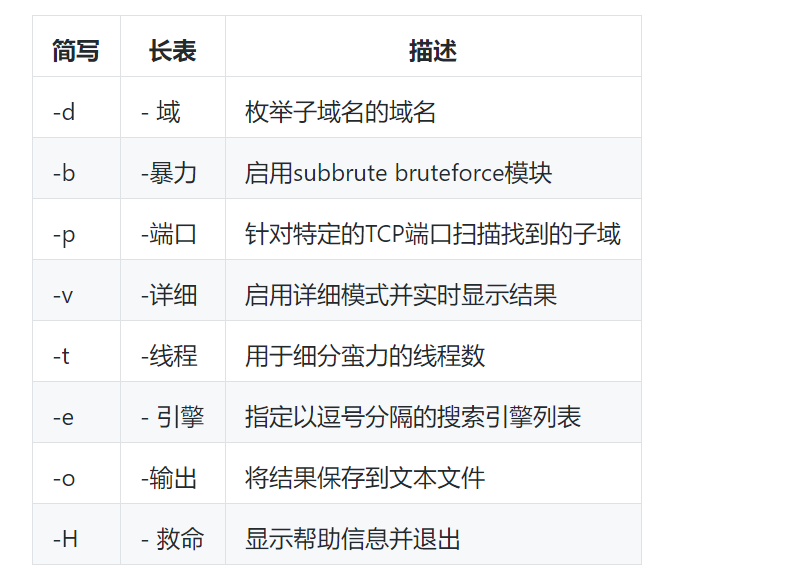 简写 长表 描述
-d - 域 枚举子域名的域名
-b -暴力 启用subbrute bruteforce模块
-p -端口 针对特定的TCP端口扫描找到的子域
-v -详细 启用详细模式并实时显示结果
-t -线程 用于细分蛮力的线程数
-e - 引擎 指定以逗号分隔的搜索引擎列表
-o -输出 将结果保存到文本文件
-H - 救命 显示帮助信息并退出